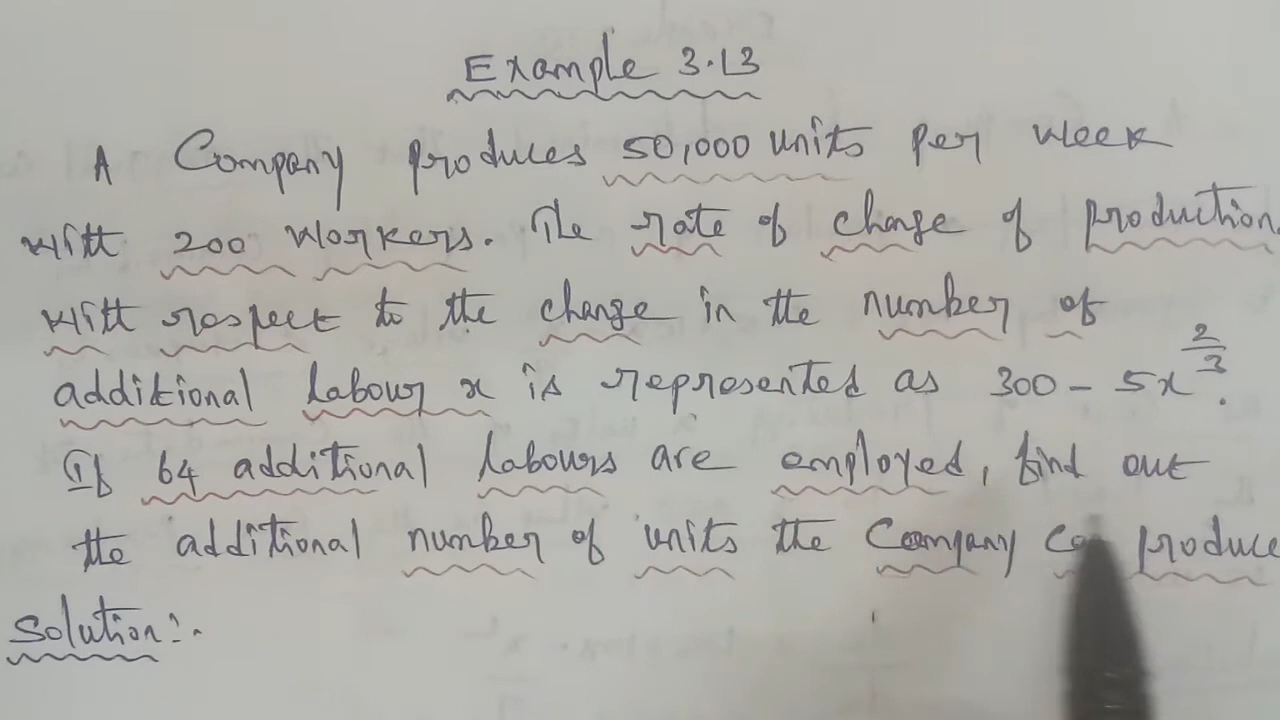 Example 3.13
A Company produces 50,000 units per week
with 200 workers. The rate of change of production
with respect to the change in the number of
additional labour x is represented as 300 - 5x^{2/3}.
If 64 additional labours are employed, find out
the additional number of units the Company produce
Solution:-